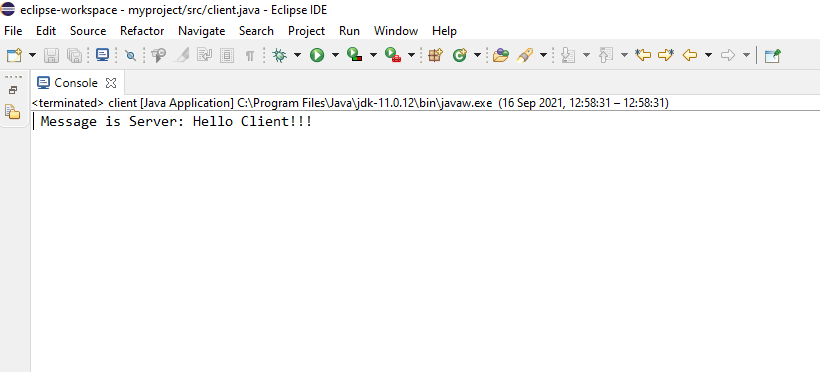 eclipse-workspace - myproject/src/client.java - Eclipse IDE
File Edit Source Refactor Navigate Search Project Run Window Help
Console
<terminated> client [Java Application] C:\Program Files\Java\jdk-11.0.12\bin\javaw.exe (16 Sep 2021, 12:58:31 – 12:58:31)
Message is Server: Hello Client!!!